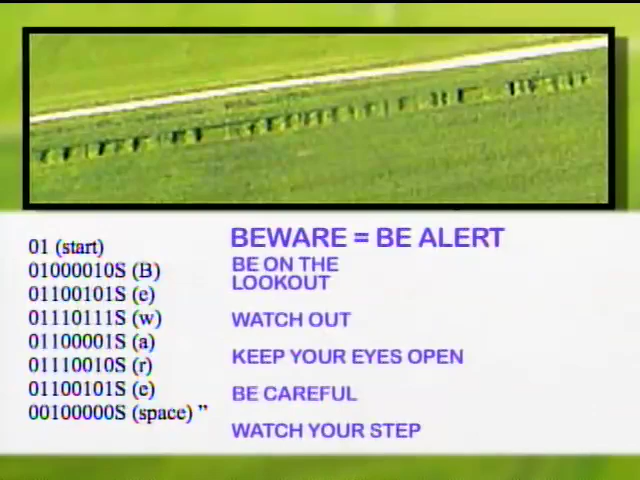 01 (start)
01000010S (B)
01100101S (e)
01110111S (w)
01100001S (a)
01110010S (r)
01100101S (e)
00100000S (space) ”
BEWARE = BE ALERT
BE ON THE
LOOKOUT
WATCH OUT
KEEP YOUR EYES OPEN
BE CAREFUL
WATCH YOUR STEP